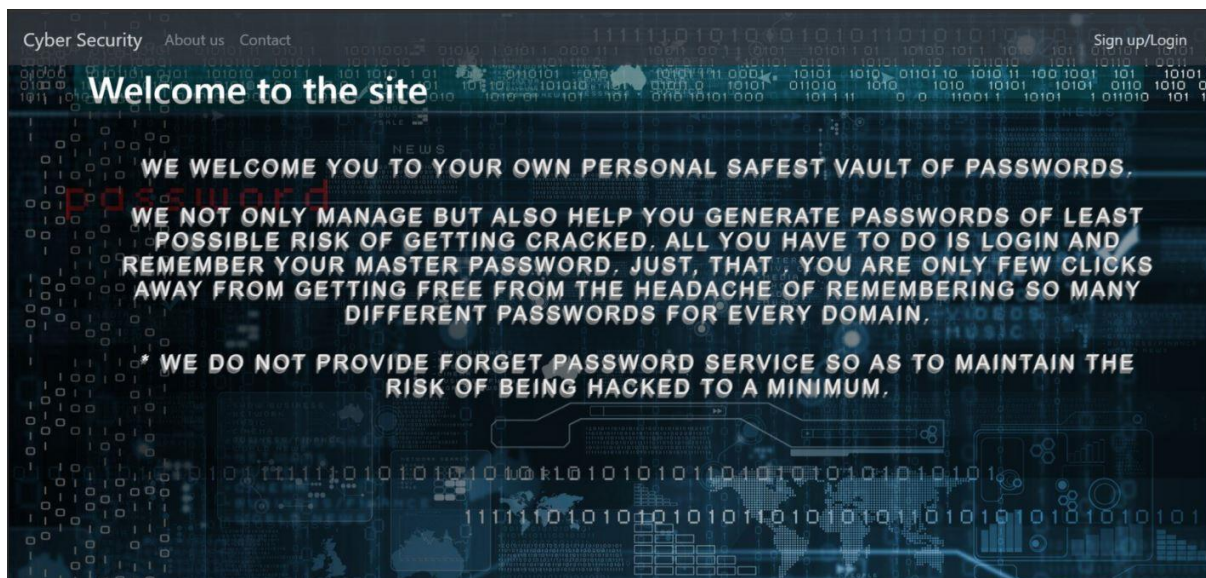 Cyber Security About us Contact Sign up/Login
Welcome to the site
NEWS
password
WE WELCOME YOU TO YOUR OWN PERSONAL SAFEST VAULT OF PASSWORDS.
WE NOT ONLY MANAGE BUT ALSO HELP YOU GENERATE PASSWORDS OF LEAST
POSSIBLE RISK OF GETTING CRACKED. ALL YOU HAVE TO DO IS LOGIN AND
REMEMBER YOUR MASTER PASSWORD. JUST, THAT , YOU ARE ONLY FEW CLICKS
AWAY FROM GETTING FREE FROM THE HEADACHE OF REMEMBERING SO MANY
DIFFERENT PASSWORDS FOR EVERY DOMAIN.
VIDEOS
MUSIC
* WE DO NOT PROVIDE FORGET PASSWORD SERVICE SO AS TO MAINTAIN THE
RISK OF BEING HACKED TO A MINIMUM.